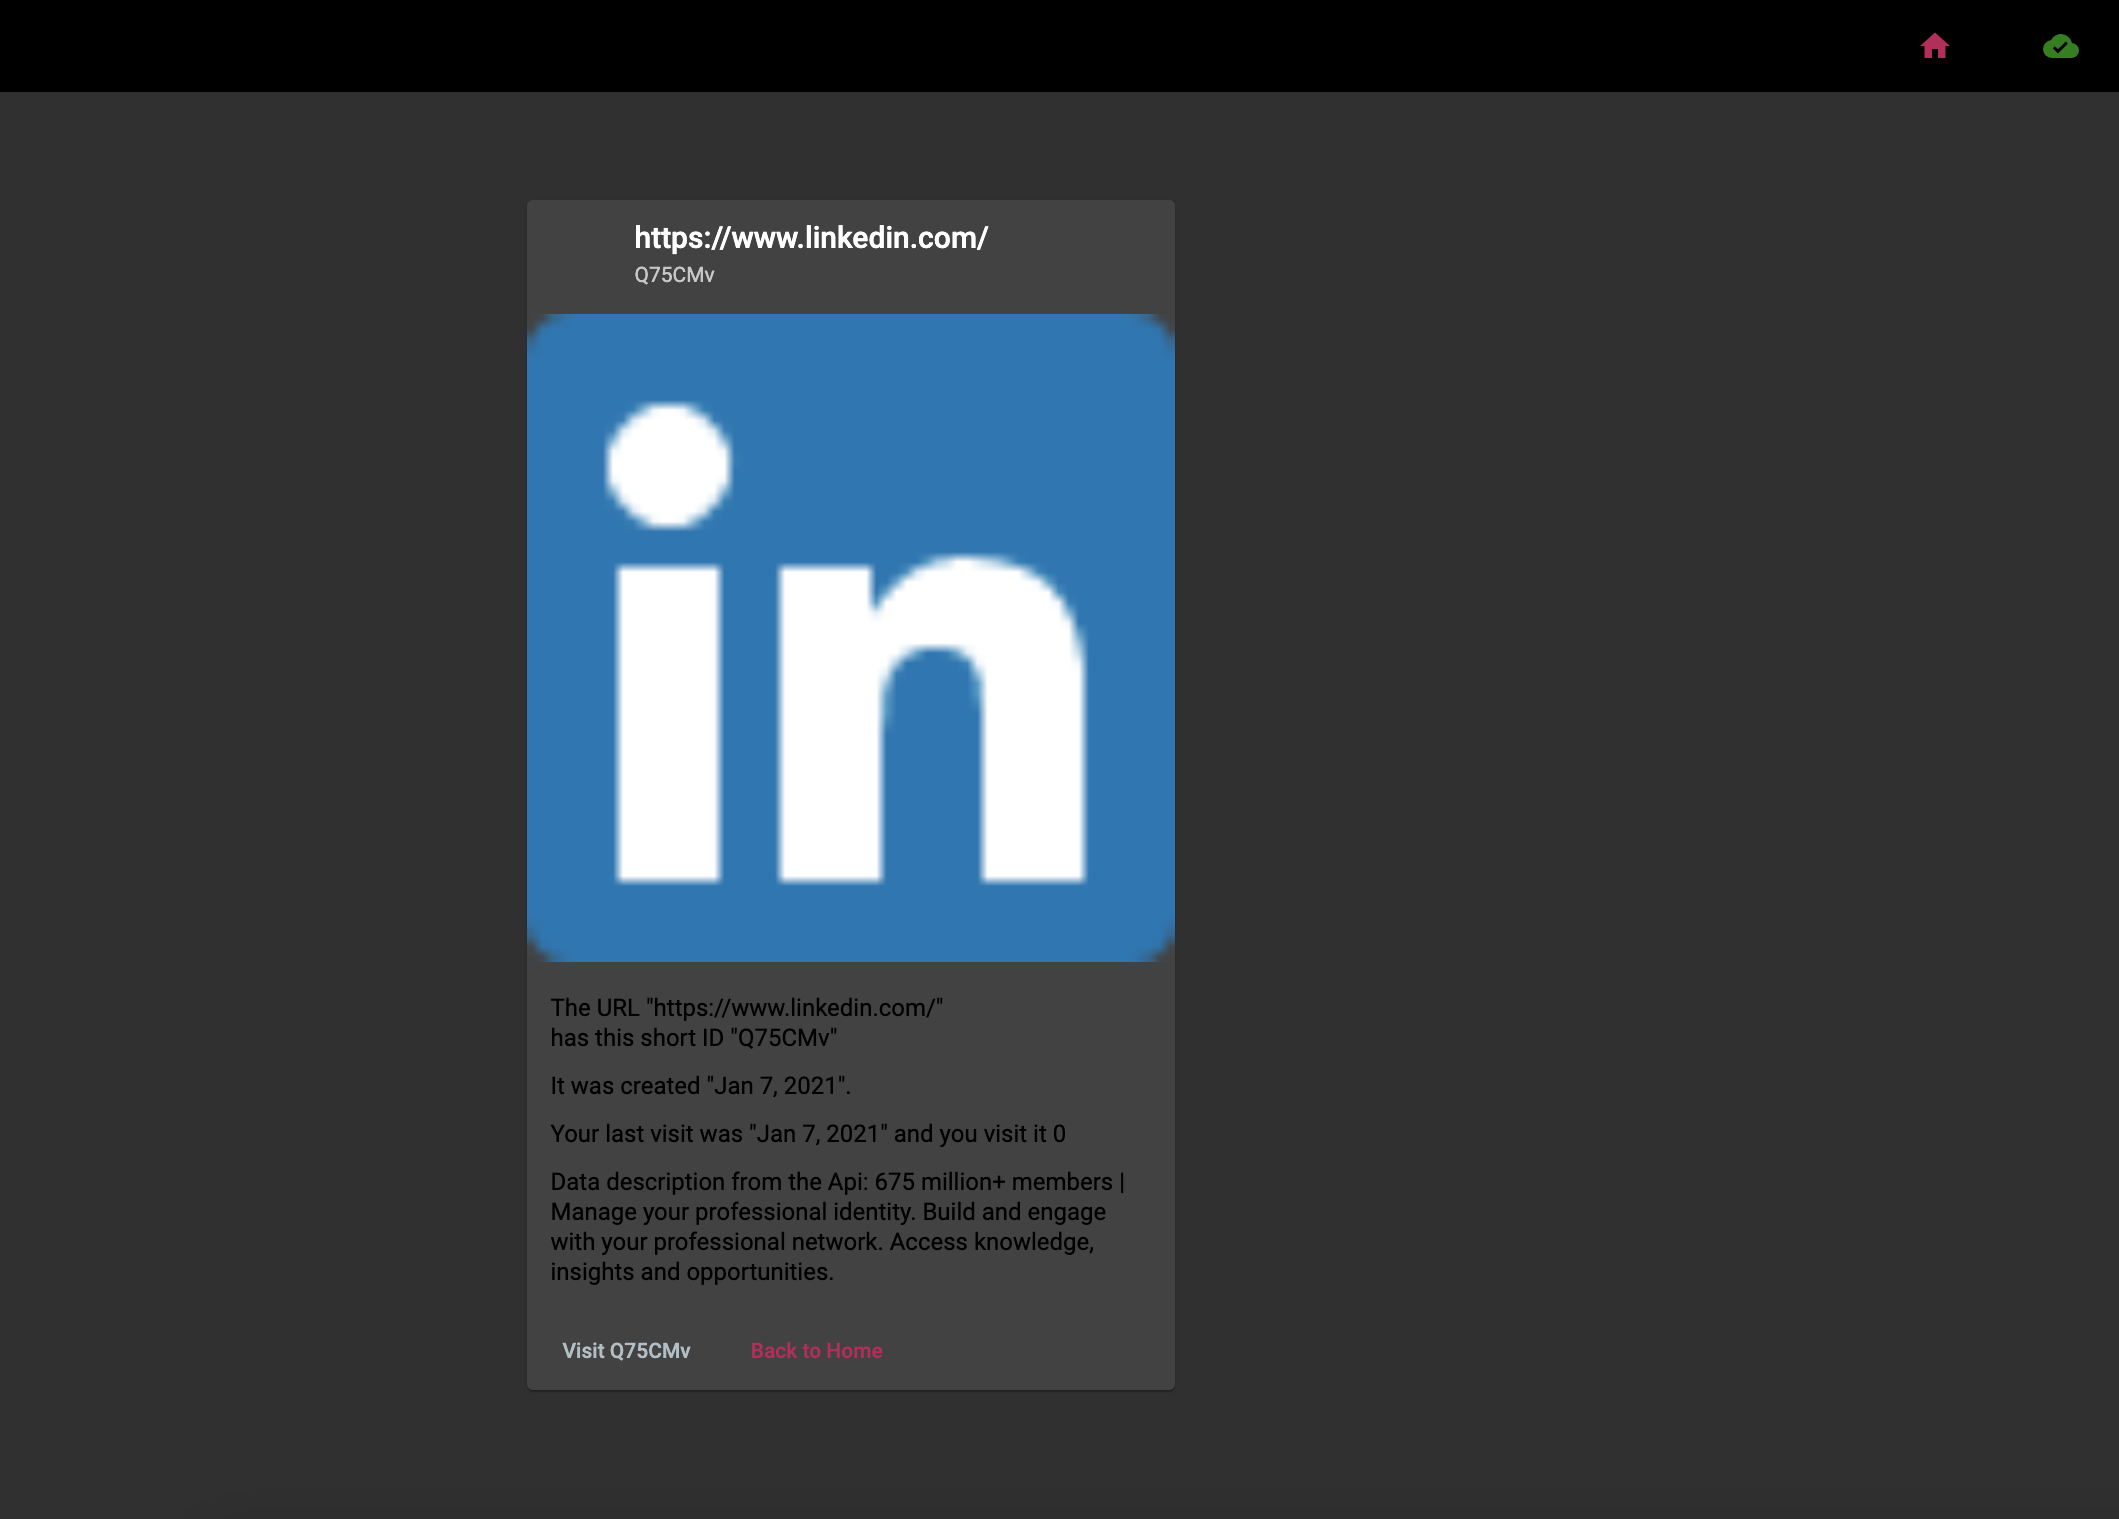 https://www.linkedin.com/
Q75CMv
in
The URL "https://www.linkedin.com/"
has this short ID "Q75CMv"
It was created "Jan 7, 2021".
Your last visit was "Jan 7, 2021" and you visit it 0
Data description from the Api: 675 million+ members |
Manage your professional identity. Build and engage
with your professional network. Access knowledge,
insights and opportunities.
Visit Q75CMv
Back to Home